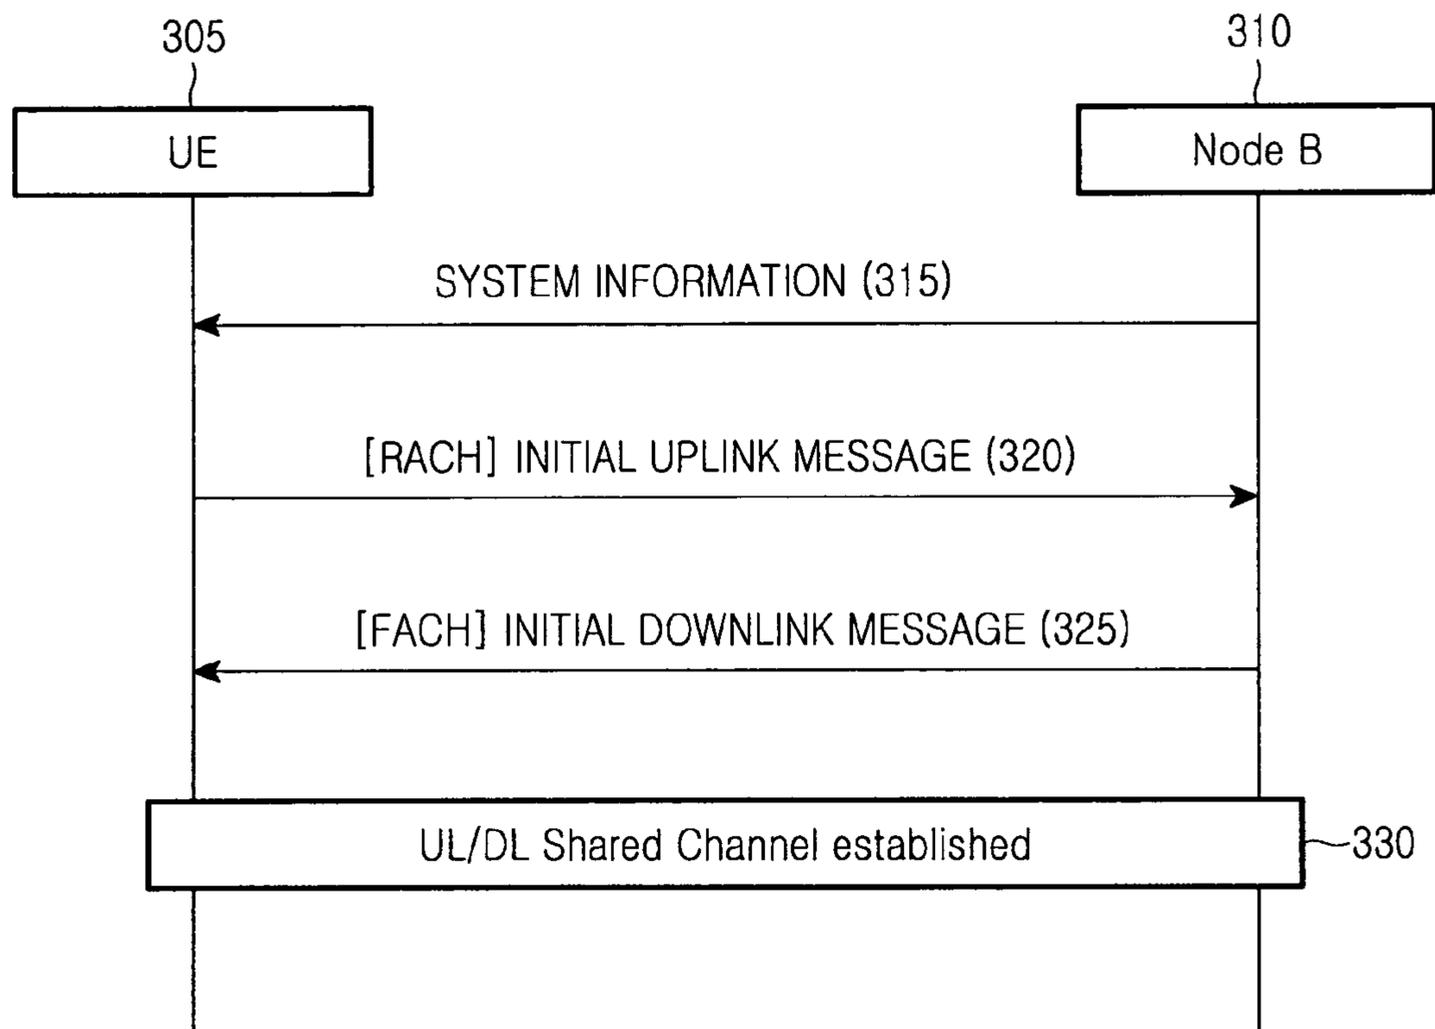 305
310
UE
Node B
SYSTEM INFORMATION (315)
[RACH] INITIAL UPLINK MESSAGE (320)
[FACH] INITIAL DOWNLINK MESSAGE (325)
UL/DL Shared Channel established
330